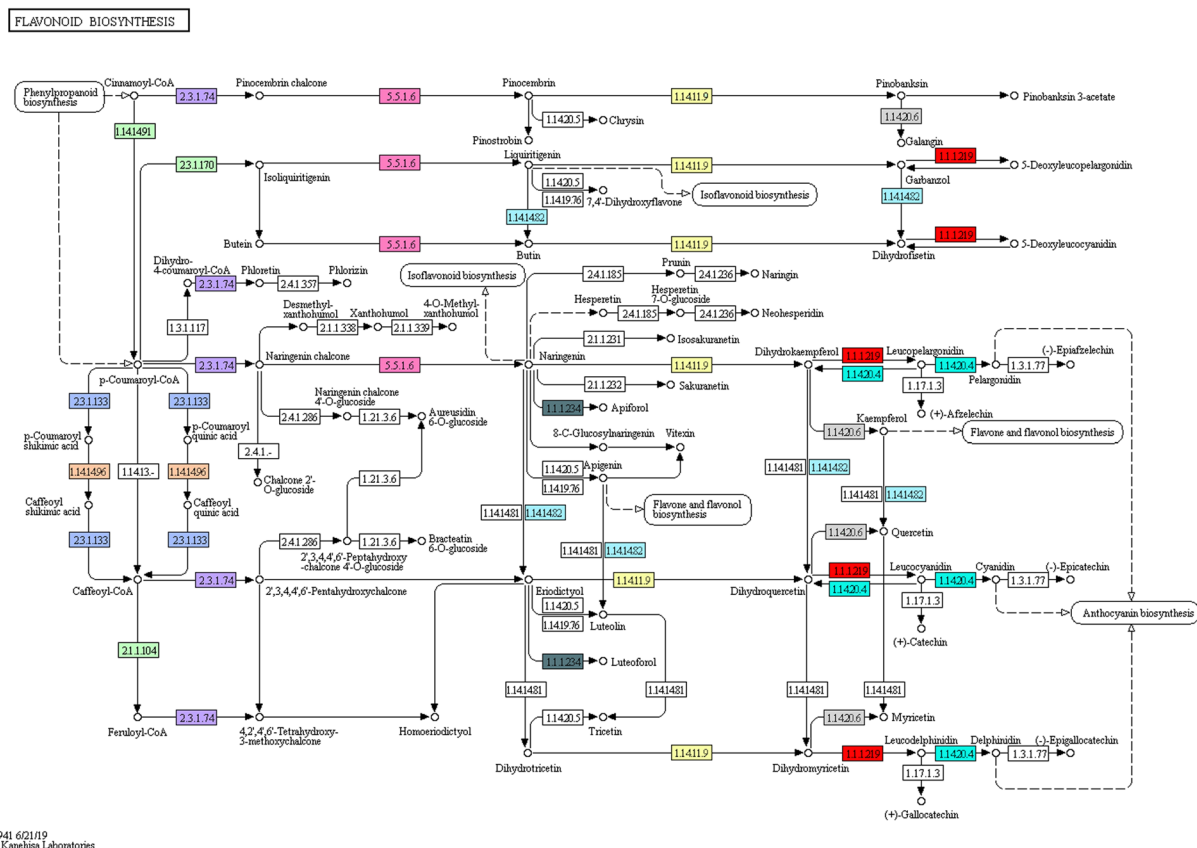 FLAVONOID BIOSYNTHESIS
Phenylpropanoid
biosynthesis
Cinnamoyl-CoA
2.3.1.74
Pinocembrin chalcone
5.5.1.6
Pinocembrin
1.14.11.9
Pinobanksin
Pinobanksin 3-acetate
1.14.14.91
1.14.20.5
Chrysin
Pinostrobin
1.14.20.6
Galangin
2.3.1.170
Isoliquiritigenin
5.5.1.6
Liquiritigenin
1.14.11.9
Garbanzol
1.1.1.219
5-Deoxyleucopelargonidin
1.14.20.5
1.14.19.76
7,4'-Dihydroxyflavone
Isoflavonoid biosynthesis
1.14.14.82
1.14.14.82
Butein
5.5.1.6
Butin
1.14.11.9
Dihydrofisetin
1.1.1.219
5-Deoxyleucocyanidin
Dihydro-
4-coumaroyl-CoA
2.3.1.74
Phloretin
2.4.1.357
Phlorizin
Isoflavonoid biosynthesis
2.4.1.185
Prunin
2.4.1.236
Naringin
1.3.1.117
Desmethyl-
xanthohumol
2.1.1.338
Xanthohumol
2.1.1.339
4-O-Methyl-
xanthohumol
Hesperetin
2.4.1.185
Hesperetin
7-O-glucoside
2.4.1.236
Neohesperidin
2.1.1.231
Isosakuranetin
p-Coumaroyl-CoA
2.3.1.74
Naringenin chalcone
5.5.1.6
Naringenin
1.14.11.9
Dihydrokaempferol
1.1.1.219
1.14.20.4
Leucopelargonidin
1.14.20.4
Pelargonidin
1.3.1.77
(-)-Epiafzelechin
2.1.1.232
Sakuranetin
1.17.1.3
(+)-Afzelechin
2.3.1.133
2.3.1.133
2.4.1.286
Naringenin chalcone
4'-O-glucoside
1.21.3.6
Aureusidin
6-O-glucoside
1.1.1.234
Apiforol
p-Coumaroyl
shikimic acid
p-Coumaroyl
quinic acid
2.4.1.-
Chalcone 2'-
O-glucoside
8-C-Glucosylnaringenin
Vitexin
1.14.20.6
Kaempferol
Flavone and flavonol biosynthesis
1.14.14.96
1.14.13.-
1.14.14.96
1.21.3.6
1.14.20.5
1.14.19.76
Apigenin
1.14.14.81
1.14.14.82
Caffeoyl
shikimic acid
Caffeoyl
quinic acid
Flavone and flavonol
biosynthesis
1.14.14.81
1.14.14.82
1.14.14.81
1.14.14.82
2.3.1.133
2.3.1.133
2.4.1.286
2',3,4,4',6'-Peptahydroxy
chalcone 4'-O-glucoside
1.21.3.6
Bracteatin
6-O-glucoside
1.14.14.81
1.14.14.82
1.14.20.6
Quercetin
Caffeoyl-CoA
2.3.1.74
2',3,4,4',6'-Pentahydroxychalcone
Eriodictyol
1.14.11.9
Dihydroquercetin
1.1.1.219
1.14.20.4
Leucocyanidin
1.14.20.4
Cyanidin
1.3.1.77
(-)-Epicatechin
1.14.20.5
1.14.19.76
Luteolin
1.17.1.3
(+)-Catechin
Anthocyanin biosynthesis
2.1.1.104
1.1.1.234
Luteoforol
1.14.14.81
1.14.14.81
1.14.14.81
1.14.14.81
Feruloyl-CoA
2.3.1.74
4,2',4',6'-Tetrahydroxy-
3-methoxychalcone
Homoeriodictyol
1.14.20.5
Tricetin
1.14.20.6
Myricetin
Dihydrotricetin
1.14.11.9
Dihydromyricetin
1.1.1.219
Leucodelphinidin
1.14.20.4
Delphinidin
1.3.1.77
(-)-Epigallocatechin
1.17.1.3
(+)-Gallocatechin
941 6/21/19
Kanehisa Laboratories